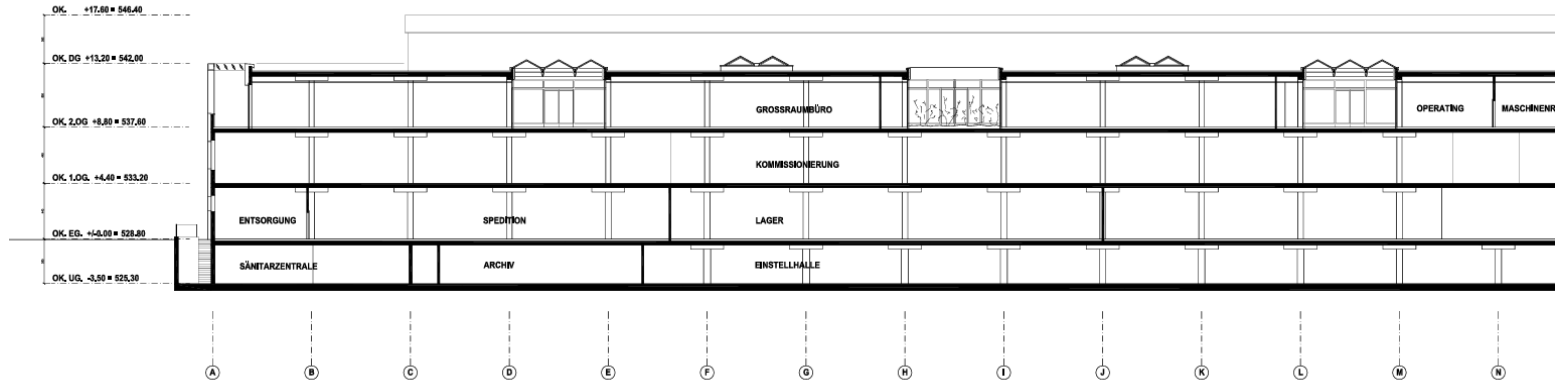 OK. +17.60 = 546.40
OK. DG +13.20 = 542.00
GROSSRAUMBÜRO
OPERATING
MASCHINENR
OK. 2.OG +8.80 = 537.60
KOMMISSIONIERUNG
OK. 1.OG. +4.40 = 533.20
ENTSORGUNG
SPEDITION
LAGER
OK. EG. +/-0.00 = 528.80
SÄNITARZENTRALE
ARCHIV
EINSTELLHALLE
OK. UG. -3.50 = 525.30
A B C D E F G H I J K L M N